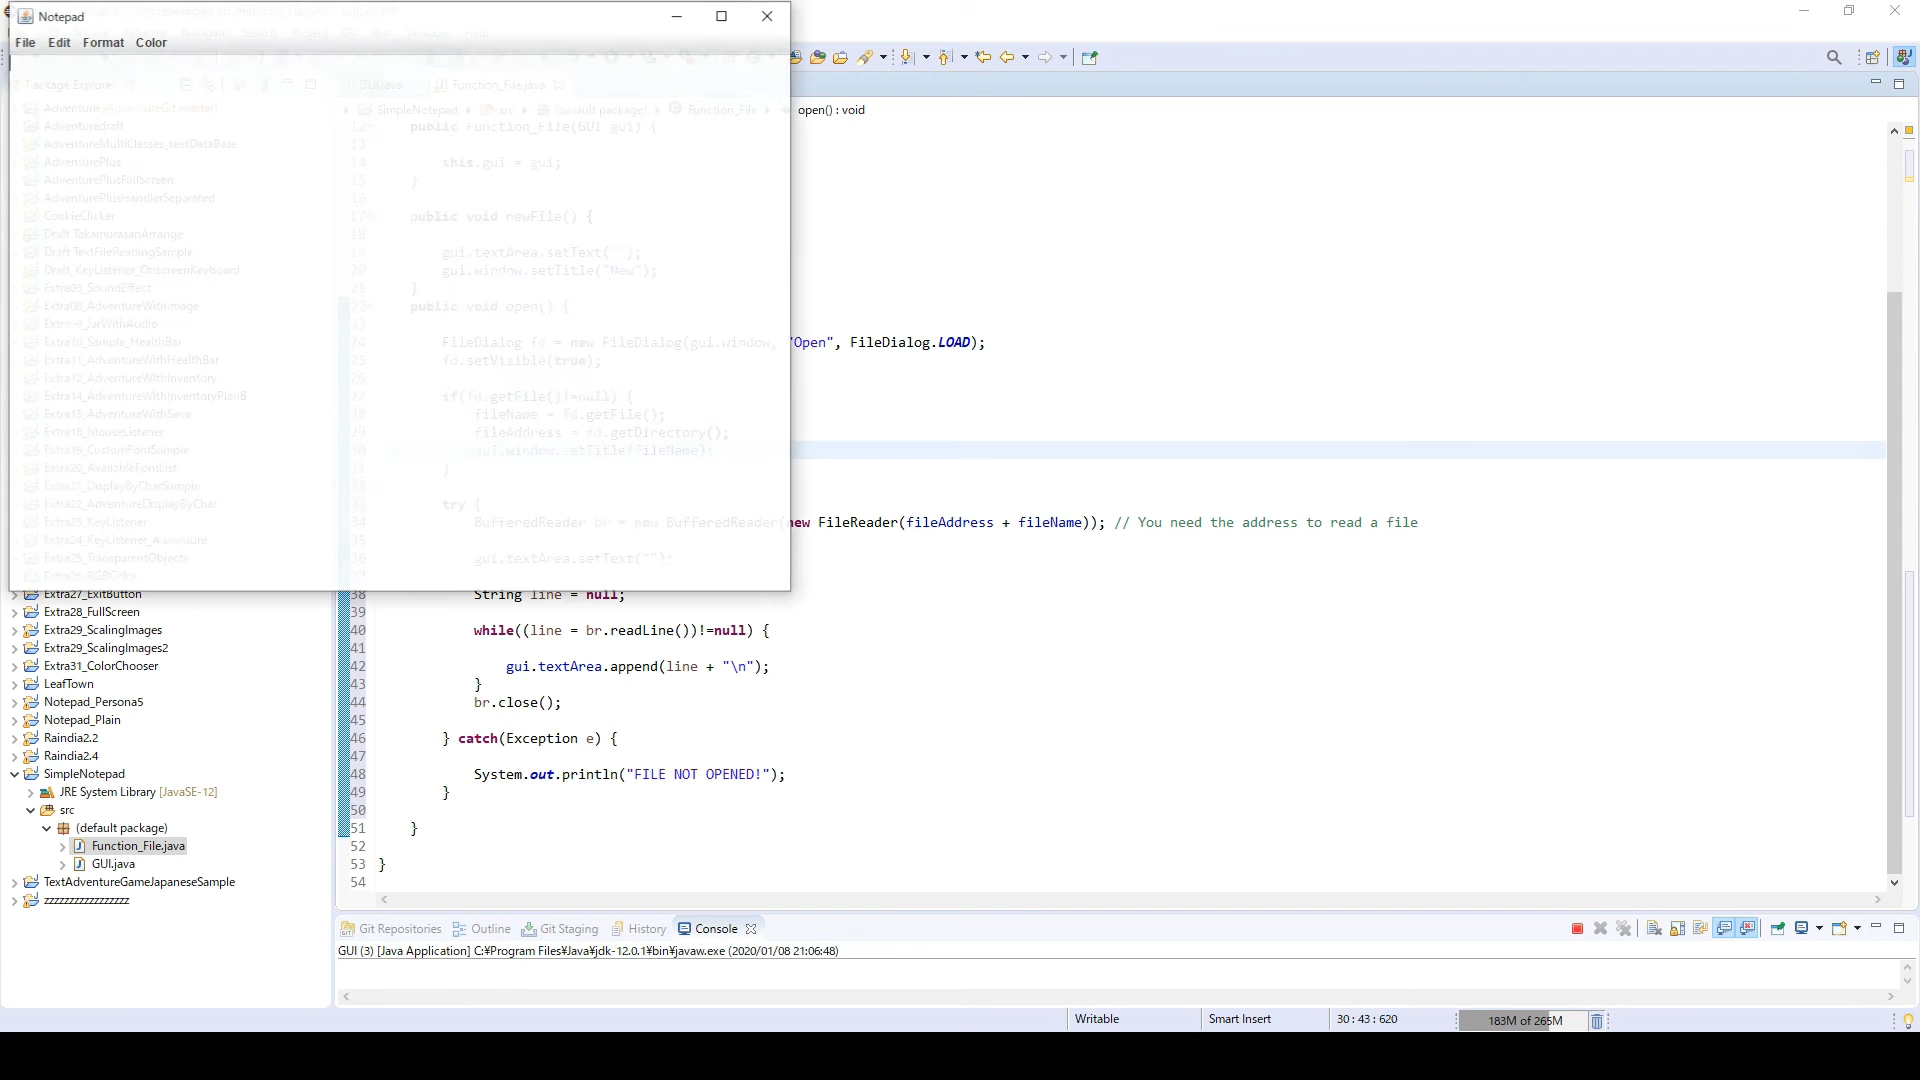 Notepad
File Edit Format Color
Package Explorer
GUI.java Function_File.java
Adventure [AdventureGit master]
Adventuredraft
AdventureMultiClasses_textDataBase
AdventurePlus
AdventurePlusFullScreen
AdventurePlusHandlerSeparated
CookieClicker
Draft TakamurasanArrange
Draft TextFileReadingSample
Draft_KeyListener_OnscreenKeyboard
Extra03_SoundEffect
Extra08_AdventureWithImage
Extra09_JarWithAudio
Extra10_Sample_HealthBar
Extra11_AdventureWithHealthBar
Extra12_AdventureWithInventory
Extra14_AdventureWithInventoryPlanB
Extra15_AdventureWithSave
Extra18_MouseListener
Extra19_CustomFontSample
Extra20_AvailableFontList
Extra21_DisplayByCharSample
Extra22_AdventureDisplayByChar
Extra23_KeyListener
Extra24_KeyListener_Adventure
Extra25_TransparentObjects
Extra26_RGBColor
Extra27_ExitButton
Extra28_FullScreen
Extra29_ScalingImages
Extra29_ScalingImages2
Extra31_ColorChooser
LeafTown
Notepad_Persona5
Notepad_Plain
Raindia2.2
Raindia2.4
SimpleNotepad
JRE System Library [JavaSE-12]
src
(default package)
Function_File.java
GUI.java
TextAdventureGameJapaneseSample
zzzzzzzzzzzzzzzzz
SimpleNotepad src (default package) Function_File open() : void
12 public Function_File(GUI gui) {
13
14 this.gui = gui;
15 }
16
17 public void newFile() {
18
19 gui.textArea.setText("");
20 gui.window.setTitle("New");
21 }
22 public void open() {
23
24 FileDialog fd = new FileDialog(gui.window, "Open", FileDialog.LOAD);
25 fd.setVisible(true);
26
27 if(fd.getFile()!=null) {
28 fileName = fd.getFile();
29 fileAddress = fd.getDirectory();
30 gui.window.setTitle(fileName);
31 }
32
33 try {
34 BufferedReader br = new BufferedReader(new FileReader(fileAddress + fileName)); // You need the address to read a file
35
36 gui.textArea.setText("");
37
38 String line = null;
39
40 while((line = br.readLine())!=null) {
41
42 gui.textArea.append(line + "\n");
43 }
44 br.close();
45
46 } catch(Exception e) {
47
48 System.out.println("FILE NOT OPENED!");
49 }
50
51 }
52
53 }
54
Git Repositories Outline Git Staging History Console
GUI (3) [Java Application] C:¥Program Files¥Java¥jdk-12.0.1¥bin¥javaw.exe (2020/01/08 21:06:48)
Writable Smart Insert 30 : 43 : 620 183M of 265M